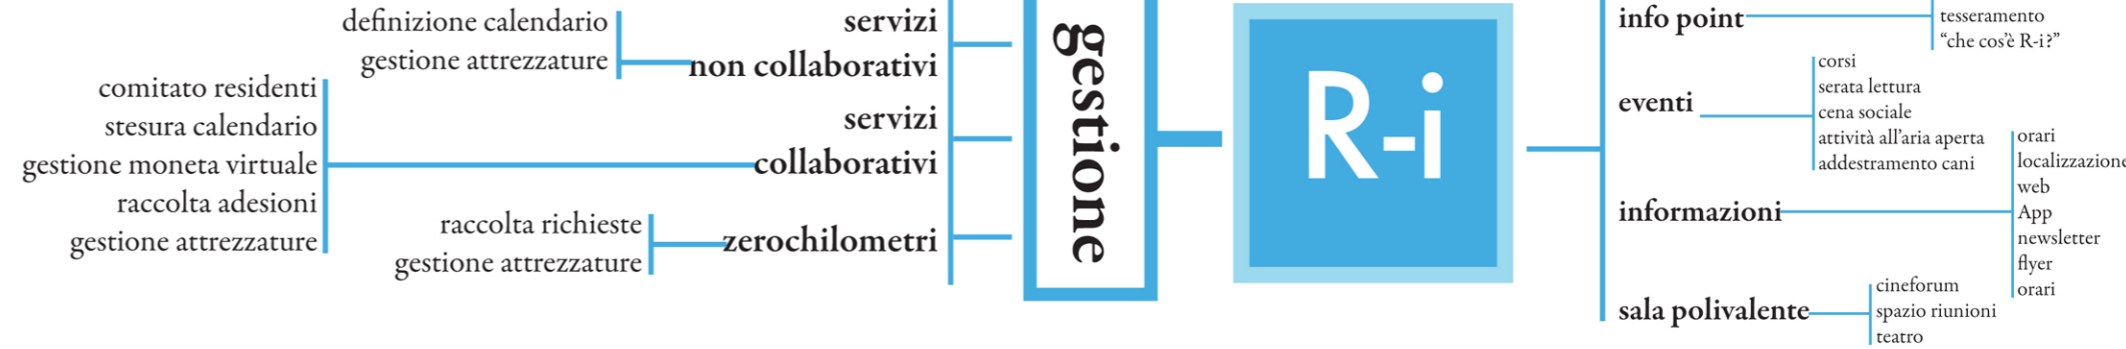 definizione calendario
gestione attrezzature
servizi
non collaborativi
comitato residenti
stesura calendario
gestione moneta virtuale
raccolta adesioni
gestione attrezzature
servizi
collaborativi
raccolta richieste
gestione attrezzature
zerochilometri
gestione
R-i
info point
tesseramento
“che cos’è R-i?”
eventi
corsi
serata lettura
cena sociale
attività all’aria aperta
addestramento cani
informazioni
orari
localizzazione
web
App
newsletter
flyer
orari
sala polivalente
cineforum
spazio riunioni
teatro